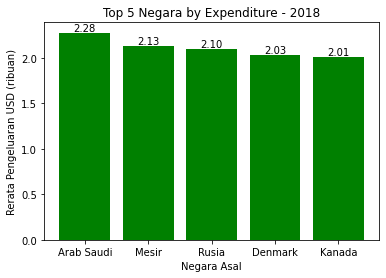 Top 5 Negara by Expenditure - 2018
2.28
2.13
2.10
2.03
2.01
Rerata Pengeluaran USD (ribuan)
2.0
1.5
1.0
0.5
0.0
Arab Saudi
Mesir
Rusia
Denmark
Kanada
Negara Asal